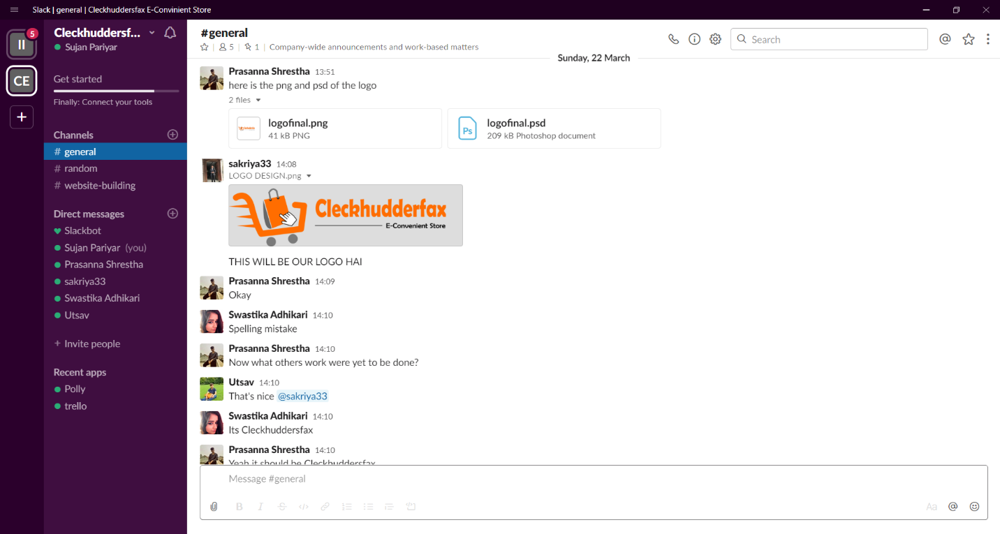 Slack | general | Cleckhuddersfax E-Convinient Store
5
II
CE
+
Cleckhuddersf...
Sujan Pariyar
Get started
Finally: Connect your tools
Channels
# general
# random
# website-building
Direct messages
Slackbot
Sujan Pariyar (you)
Prasanna Shrestha
sakriya33
Swastika Adhikari
Utsav
+ Invite people
Recent apps
Polly
trello
#general
5 | 1 | Company-wide announcements and work-based matters
Search
Sunday, 22 March
Prasanna Shrestha 13:51
here is the png and psd of the logo
2 files
logofinal.png
41 kB PNG
Ps
logofinal.psd
209 kB Photoshop document
sakriya33 14:08
LOGO DESIGN.png
Cleckhudderfax
E-Convenient Store
THIS WILL BE OUR LOGO HAI
Prasanna Shrestha 14:09
Okay
Swastika Adhikari 14:10
Spelling mistake
Prasanna Shrestha 14:10
Now what others work were yet to be done?
Utsav 14:10
That's nice @sakriya33
Swastika Adhikari 14:10
Its Cleckhuddersfax
Prasanna Shrestha 14:10
Yeah it should be Cleckhuddersfax
Message #general
B I S </> Aa @